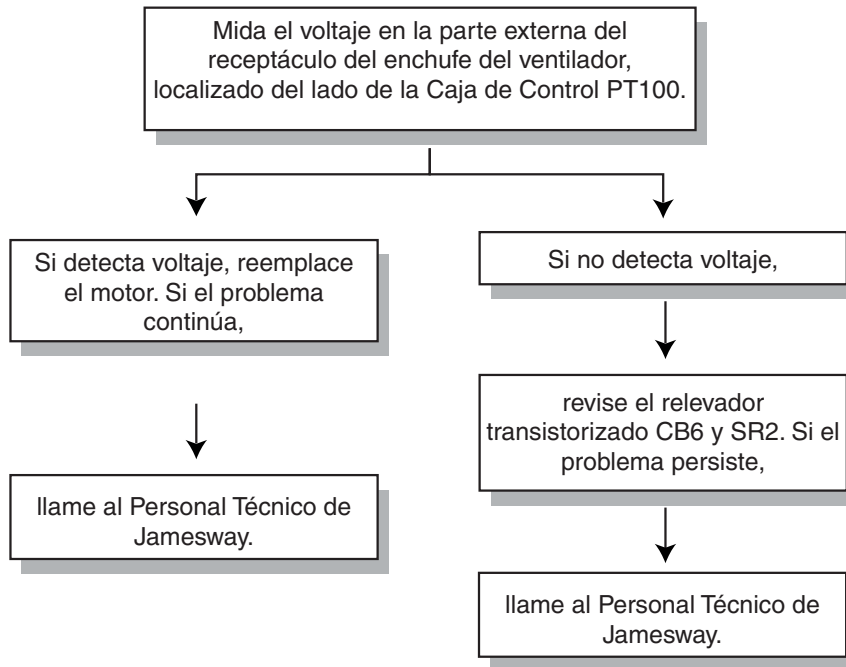 Mida el voltaje en la parte externa del
receptáculo del enchufe del ventilador,
localizado del lado de la Caja de Control PT100.
Si detecta voltaje, reemplace
el motor. Si el problema
continúa,
llame al Personal Técnico de
Jamesway.
Si no detecta voltaje,
revise el relevador
transistorizado CB6 y SR2. Si el
problema persiste,
llame al Personal Técnico de
Jamesway.